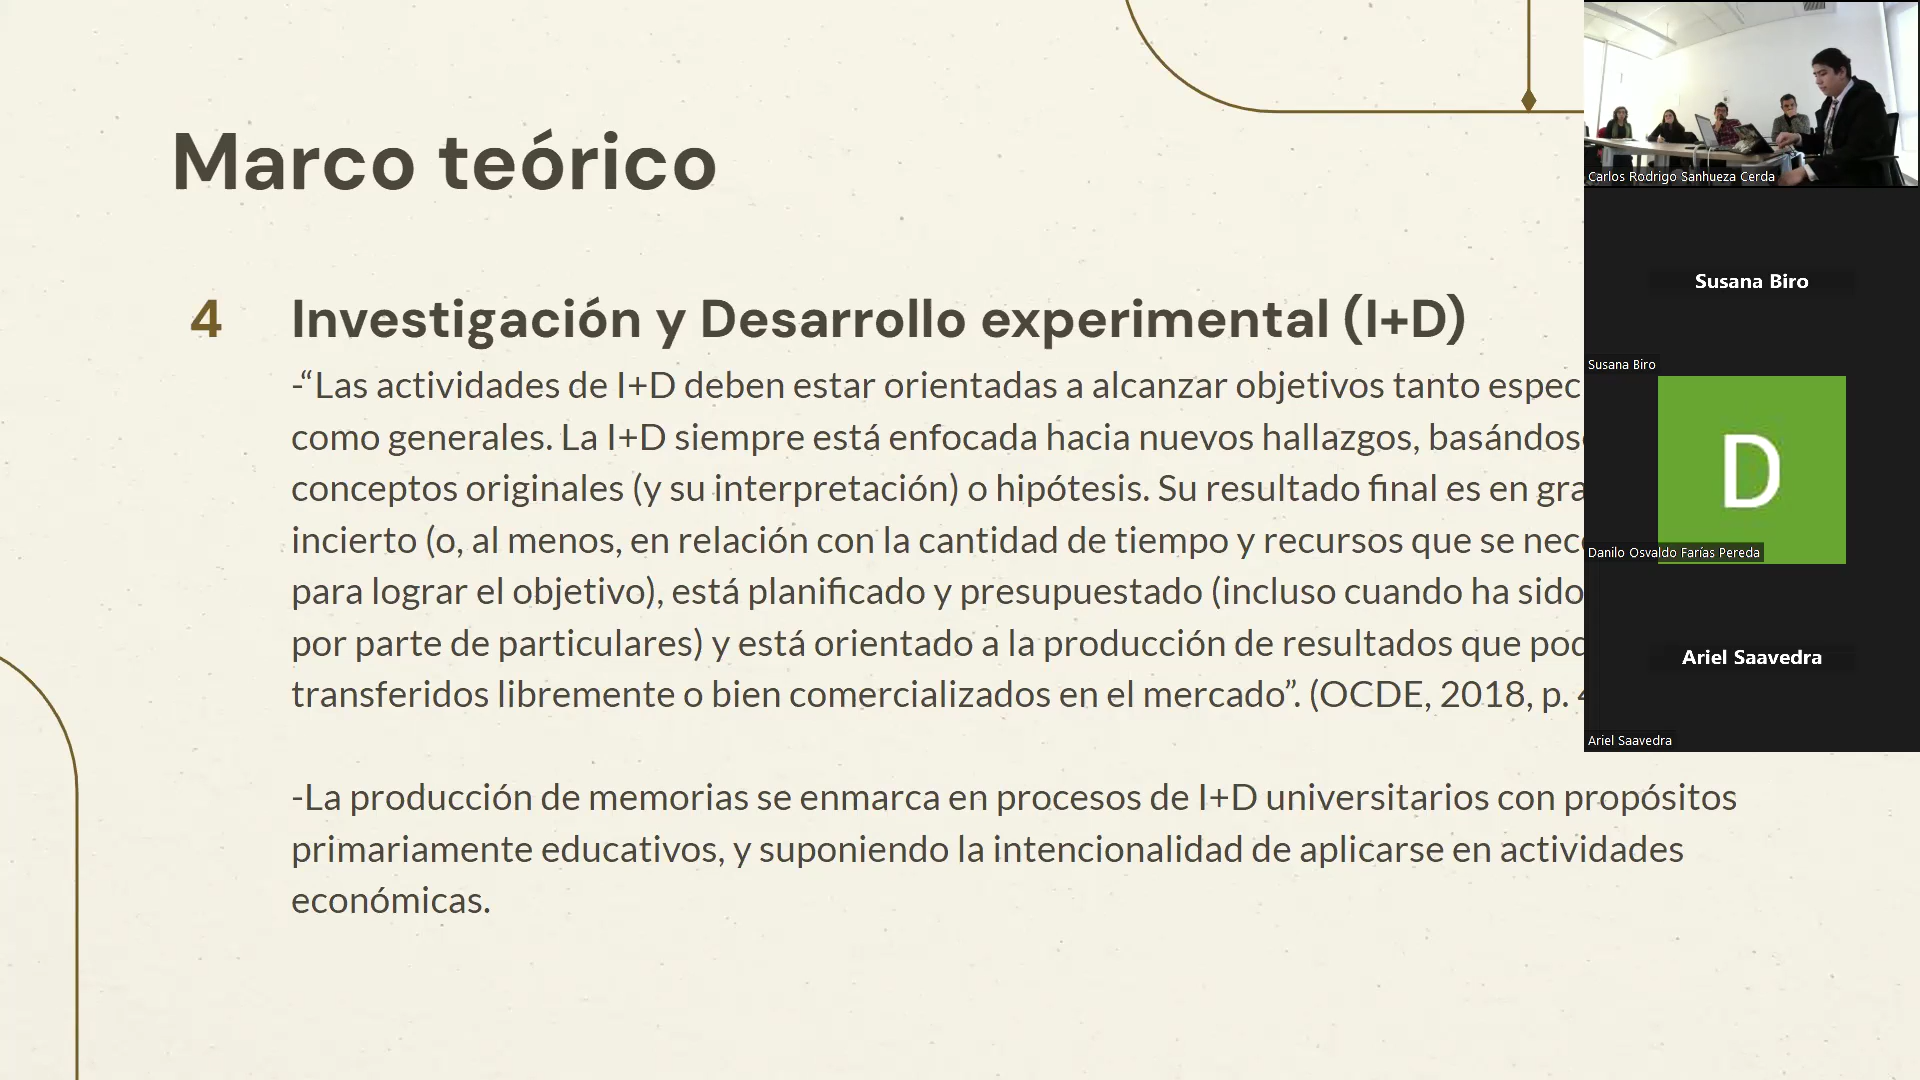 Marco teórico
4 Investigación y Desarrollo experimental (I+D)
-“Las actividades de I+D deben estar orientadas a alcanzar objetivos tanto
como generales. La I+D siempre está enfocada hacia nuevos hallazgos,
conceptos originales (y su interpretación) o hipótesis. Su resultado final es en
incierto (o, al menos, en relación con la cantidad de tiempo y recursos que se
para lograr el objetivo), está planificado y presupuestado (incluso cuando ha sido
por parte de particulares) y está orientado a la producción de resultados que
transferidos libremente o bien comercializados en el mercado”. (OCDE, 2018, p.
-La producción de memorias se enmarca en procesos de I+D universitarios con propósitos
primariamente educativos, y suponiendo la intencionalidad de aplicarse en actividades
económicas.
Carlos Rodrigo Sanhueza Cerda
Susana Biro
Susana Biro
D
Danilo Osvaldo Farías Pereda
Ariel Saavedra
Ariel Saavedra